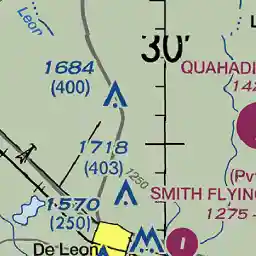 Leon
30'
1684
(400)
QUAHADI
142
1718
(403)
1250
(Pv
SMITH FLYING
1275 -
1570
(250)
De Leon
I